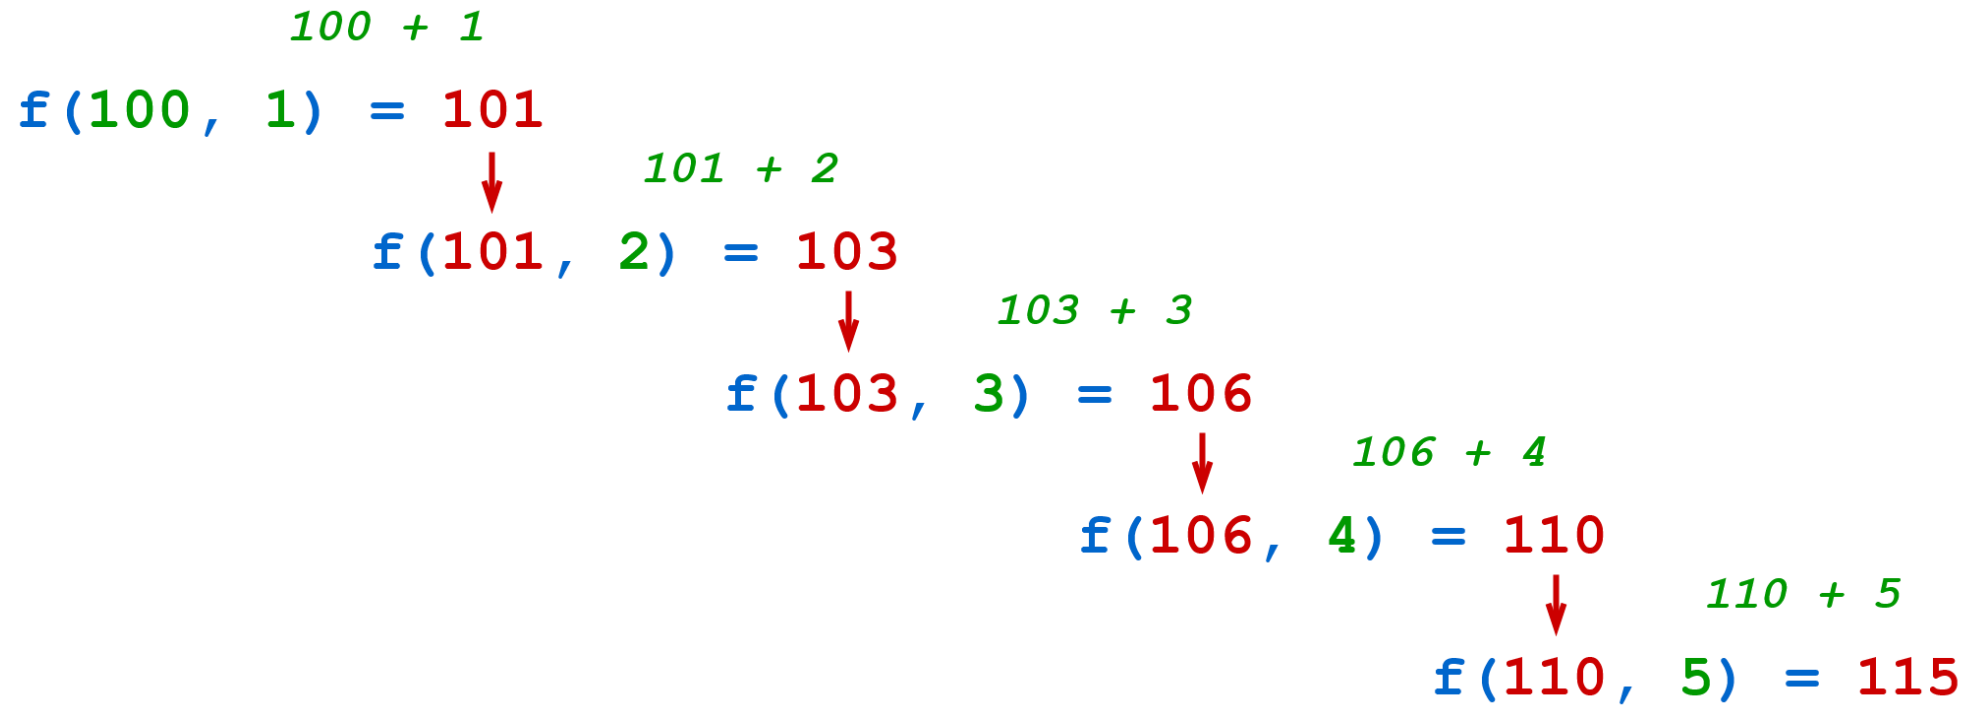 100 + 1
f(100, 1) = 101
101 + 2
f(101, 2) = 103
103 + 3
f(103, 3) = 106
106 + 4
f(106, 4) = 110
110 + 5
f(110, 5) = 115